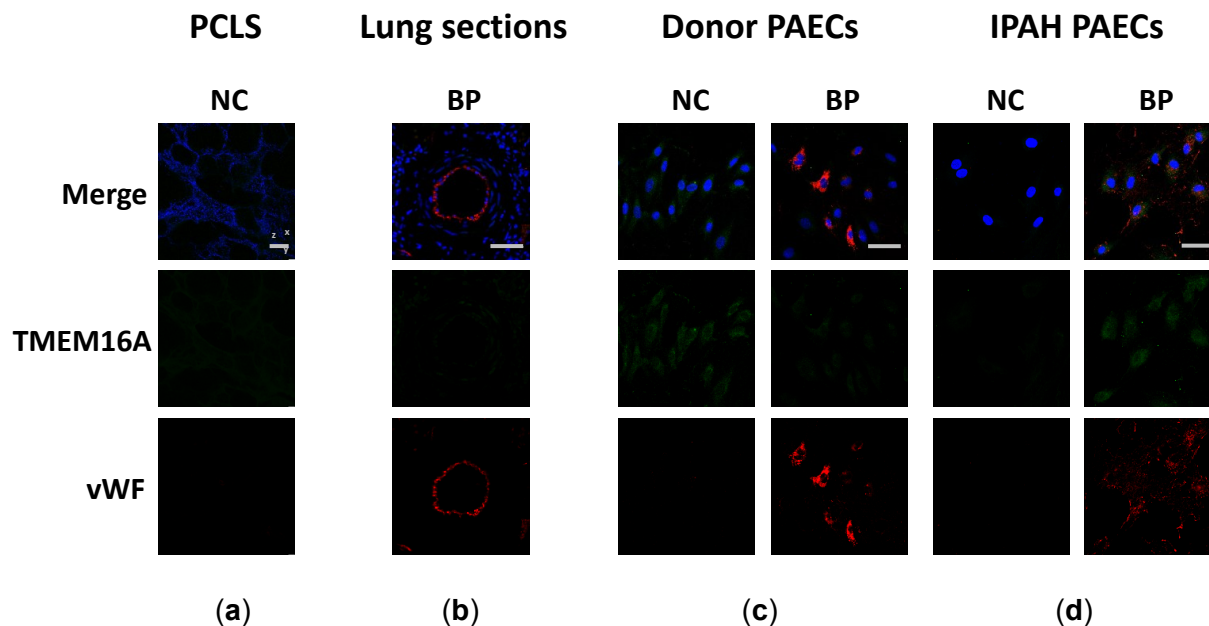 PCLS Lung sections Donor PAECs IPAH PAECs
NC BP NC BP NC BP
Merge
z x
y
TMEM16A
vWF
(a) (b) (c) (d)